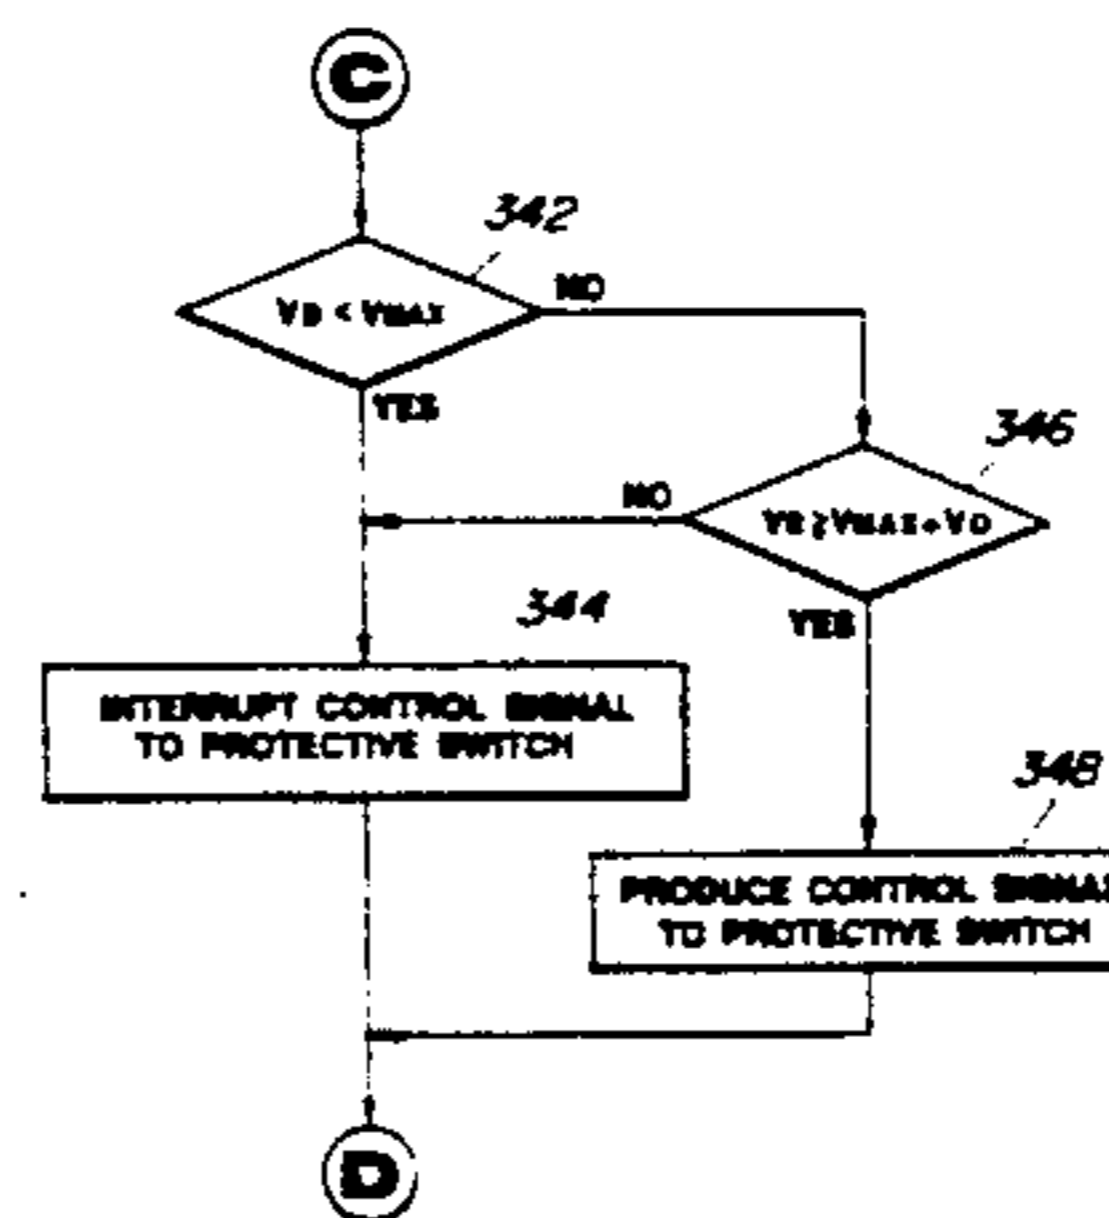 C
342
VD < VMAX
NO
YES
346
NO
YES
344
INTERRUPT CONTROL SIGNAL
TO PROTECTIVE SWITCH
348
PRODUCE CONTROL SIGNAL
TO PROTECTIVE SWITCH
D